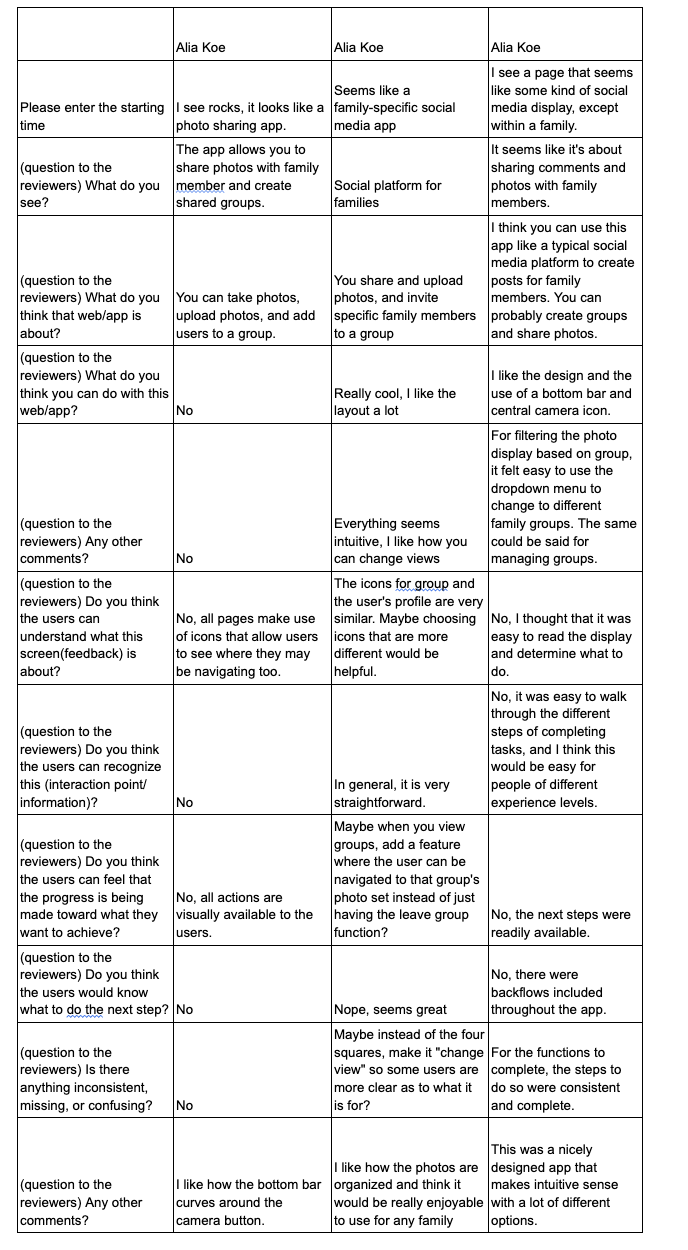 Alia Koe
Alia Koe
Alia Koe
Please enter the starting
time
I see rocks, it looks like a
photo sharing app.
Seems like a
family-specific social
media app
I see a page that seems
like some kind of social
media display, except
within a family.
(question to the
reviewers) What do you
see?
The app allows you to
share photos with family
member and create
shared groups.
Social platform for
families
It seems like it's about
sharing comments and
photos with family
members.
(question to the
reviewers) What do you
think that web/app is
about?
You can take photos,
upload photos, and add
users to a group.
You share and upload
photos, and invite
specific family members
to a group
I think you can use this
app like a typical social
media platform to create
posts for family
members. You can
probably create groups
and share photos.
(question to the
reviewers) What do you
think you can do with this
web/app?
No
Really cool, I like the
layout a lot
I like the design and the
use of a bottom bar and
central camera icon.
(question to the
reviewers) Any other
comments?
No
Everything seems
intuitive, I like how you
can change views
For filtering the photo
display based on group,
it felt easy to use the
dropdown menu to
change to different
family groups. The same
could be said for
managing groups.
(question to the
reviewers) Do you think
the users can
understand what this
screen(feedback) is
about?
No, all pages make use
of icons that allow users
to see where they may
be navigating too.
The icons for group and
the user's profile are very
similar. Maybe choosing
icons that are more
different would be
helpful.
No, I thought that it was
easy to read the display
and determine what to
do.
(question to the
reviewers) Do you think
the users can recognize
this (interaction point/
information)?
No
In general, it is very
straightforward.
No, it was easy to walk
through the different
steps of completing
tasks, and I think this
would be easy for
people of different
experience levels.
(question to the
reviewers) Do you think
the users can feel that
the progress is being
made toward what they
want to achieve?
No, all actions are
visually available to the
users.
Maybe when you view
groups, add a feature
where the user can be
navigated to that group's
photo set instead of just
having the leave group
function?
No, the next steps were
readily available.
(question to the
reviewers) Do you think
the users would know
what to do the next step?
No
Nope, seems great
No, there were
backflows included
throughout the app.
(question to the
reviewers) Is there
anything inconsistent,
missing, or confusing?
No
Maybe instead of the four
squares, make it "change
view" so some users are
more clear as to what it
is for?
For the functions to
complete, the steps to
do so were consistent
and complete.
(question to the
reviewers) Any other
comments?
I like how the bottom bar
curves around the
camera button.
I like how the photos are
organized and think it
would be really enjoyable
to use for any family
This was a nicely
designed app that
makes intuitive sense
with a lot of different
options.